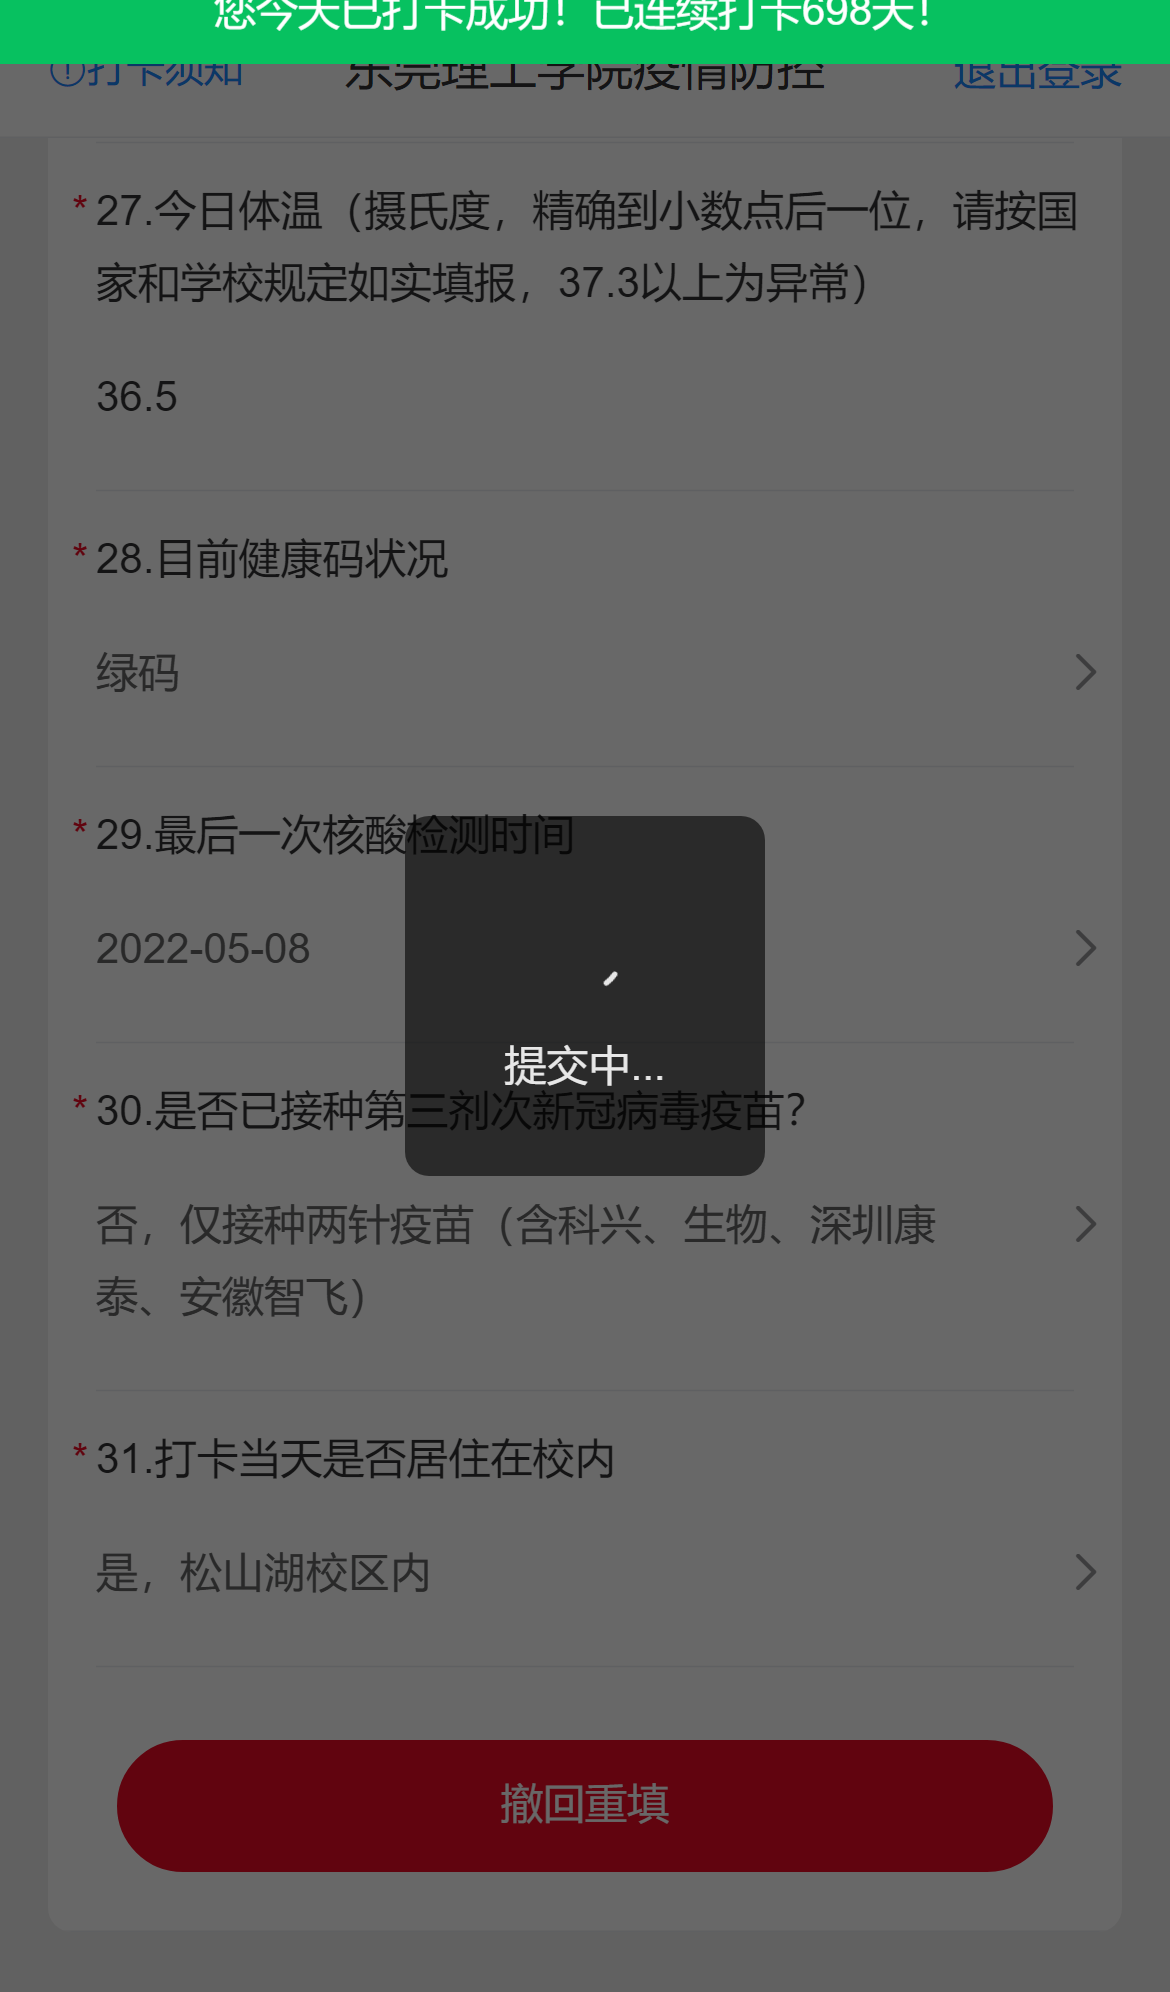 您今天已打卡成功！已连续打卡698天！
打卡须知 东莞理工学院疫情防控 退出登录
*27.今日体温（摄氏度，精确到小数点后一位，请按国
家和学校规定如实填报，37.3以上为异常）
36.5
*28.目前健康码状况
绿码
*29.最后一次核酸检测时间
2022-05-08
提交中...
*30.是否已接种第三剂次新冠病毒疫苗？
否，仅接种两针疫苗（含科兴、生物、深圳康
泰、安徽智飞）
*31.打卡当天是否居住在校内
是，松山湖校区内
撤回重填